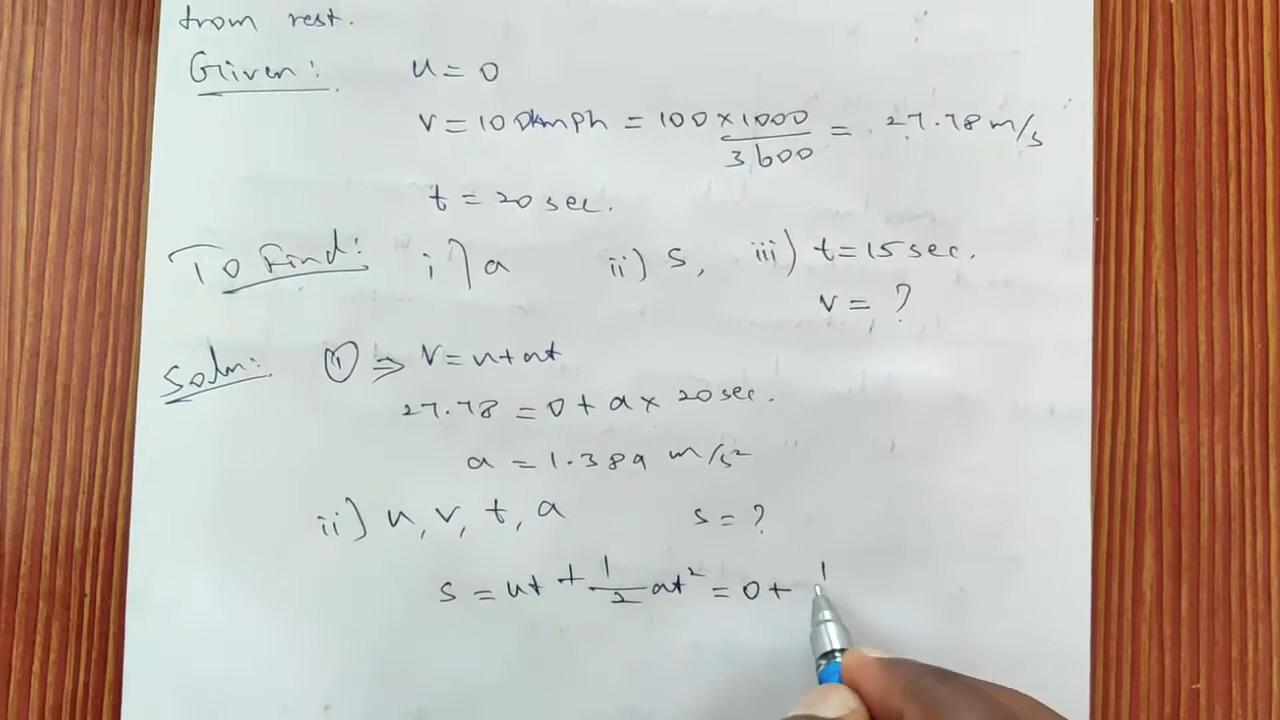 from rest.
Given: u = 0
v = 100kmph = 100 × 1000 / 3600 = 27.78 m/s
t = 20 sec.
To Find: i) a ii) s, iii) t = 15 sec.
v = ?
Soln: ① ⇒ v = u + at
27.78 = 0 + a × 20 sec.
a = 1.389 m/s²
ii) u, v, t, a s = ?
s = ut + 1/2 at² = 0 + 1